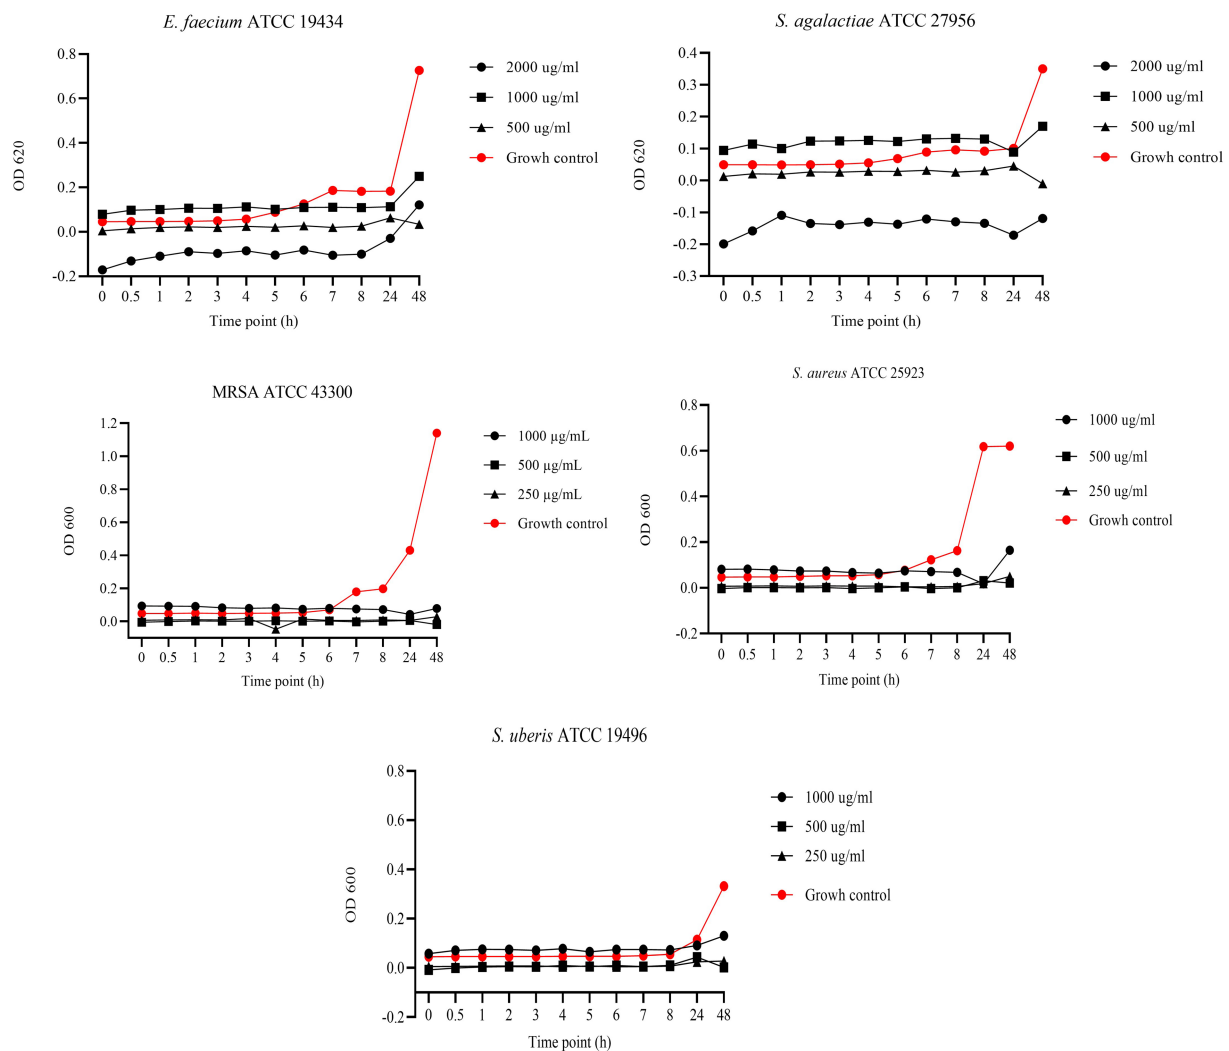 E. faecium ATCC 19434
0.8
0.6
0.4
0.2
0.0
-0.2
OD 620
0 0.5 1 2 3 4 5 6 7 8 24 48
Time point (h)
2000 ug/ml
1000 ug/ml
500 ug/ml
Growh control
S. agalactiae ATCC 27956
0.4
0.3
0.2
0.1
0.0
-0.1
-0.2
-0.3
OD 620
0 0.5 1 2 3 4 5 6 7 8 24 48
Time point (h)
2000 ug/ml
1000 ug/ml
500 ug/ml
Growh control
MRSA ATCC 43300
1.2
1.0
0.8
0.6
0.4
0.2
0.0
OD 600
0 0.5 1 2 3 4 5 6 7 8 24 48
Time point (h)
1000 µg/mL
500 µg/mL
250 µg/mL
Growth control
S. aureus ATCC 25923
0.8
0.6
0.4
0.2
0.0
-0.2
OD 600
0 0.5 1 2 3 4 5 6 7 8 24 48
Time point (h)
1000 ug/ml
500 ug/ml
250 ug/ml
Growh control
S. uberis ATCC 19496
0.8
0.6
0.4
0.2
0.0
-0.2
OD 600
0 0.5 1 2 3 4 5 6 7 8 24 48
Time point (h)
1000 ug/ml
500 ug/ml
250 ug/ml
Growh control